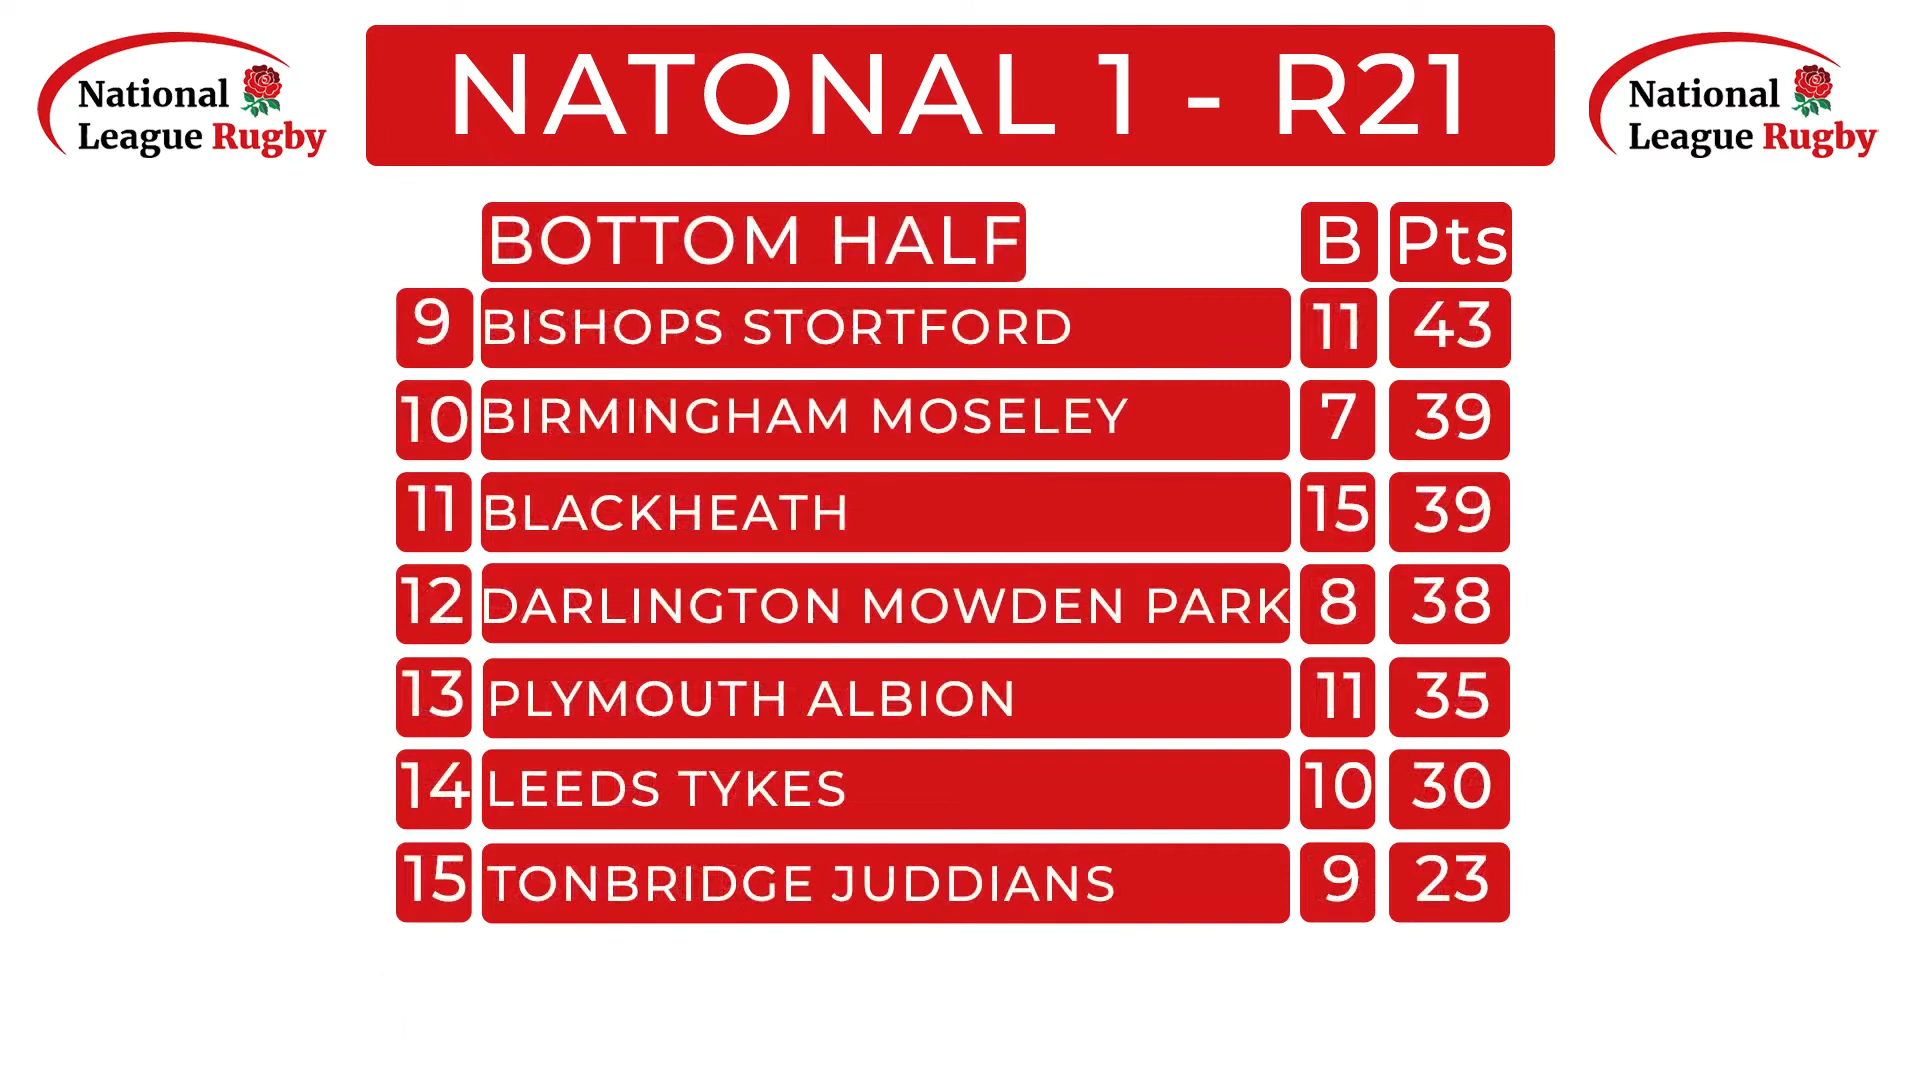 National
League Rugby
NATONAL 1 - R21
National
League Rugby
BOTTOM HALF B Pts
9 BISHOPS STORTFORD 11 43
10 BIRMINGHAM MOSELEY 7 39
11 BLACKHEATH 15 39
12 DARLINGTON MOWDEN PARK 8 38
13 PLYMOUTH ALBION 11 35
14 LEEDS TYKES 10 30
15 TONBRIDGE JUDDIANS 9 23